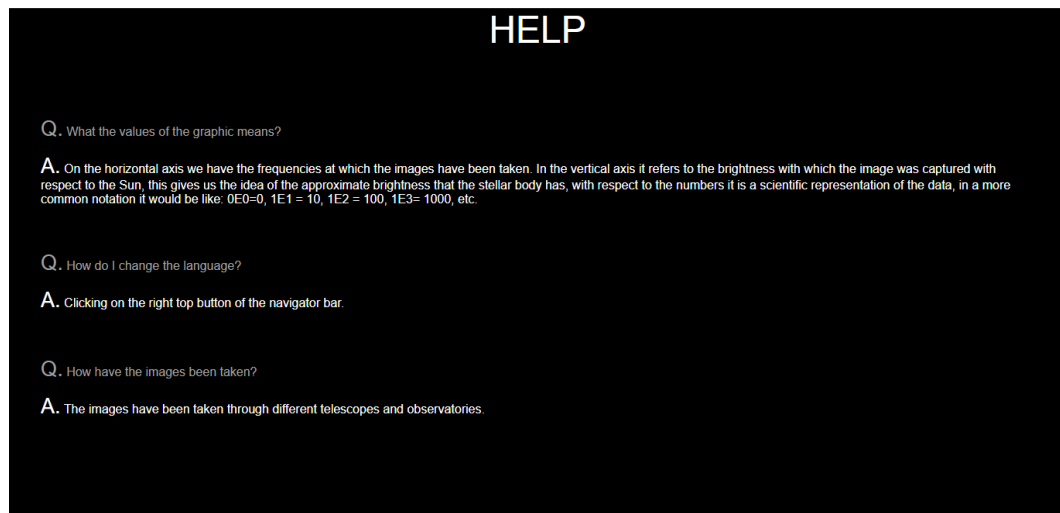 HELP
Q. What the values of the graphic means?
A. On the horizontal axis we have the frequencies at which the images have been taken. In the vertical axis it refers to the brightness with which the image was captured with
respect to the Sun, this gives us the idea of the approximate brightness that the stellar body has, with respect to the numbers it is a scientific representation of the data, in a more
common notation it would be like: 0E0=0, 1E1 = 10, 1E2 = 100, 1E3= 1000, etc.
Q. How do I change the language?
A. Clicking on the right top button of the navigator bar.
Q. How have the images been taken?
A. The images have been taken through different telescopes and observatories.